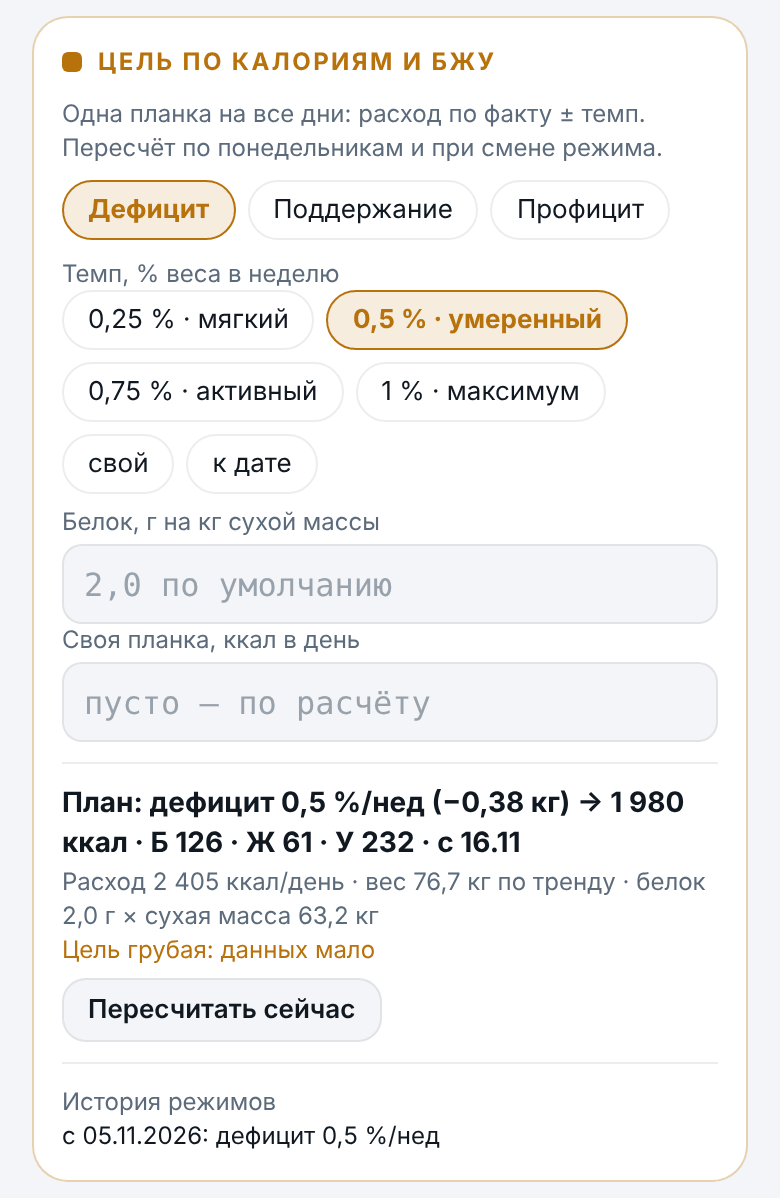 ЦЕЛЬ ПО КАЛОРИЯМ И БЖУ
Одна планка на все дни: расход по факту ± темп.
Пересчёт по понедельникам и при смене режима.
Дефицит Поддержание Профицит
Темп, % веса в неделю
0,25 % · мягкий 0,5 % · умеренный
0,75 % · активный 1 % · максимум
свой к дате
Белок, г на кг сухой массы
2,0 по умолчанию
Своя планка, ккал в день
пусто — по расчёту
План: дефицит 0,5 %/нед (−0,38 кг) → 1 980
ккал · Б 126 · Ж 61 · У 232 · с 16.11
Расход 2 405 ккал/день · вес 76,7 кг по тренду · белок
2,0 г × сухая масса 63,2 кг
Цель грубая: данных мало
Пересчитать сейчас
История режимов
с 05.11.2026: дефицит 0,5 %/нед